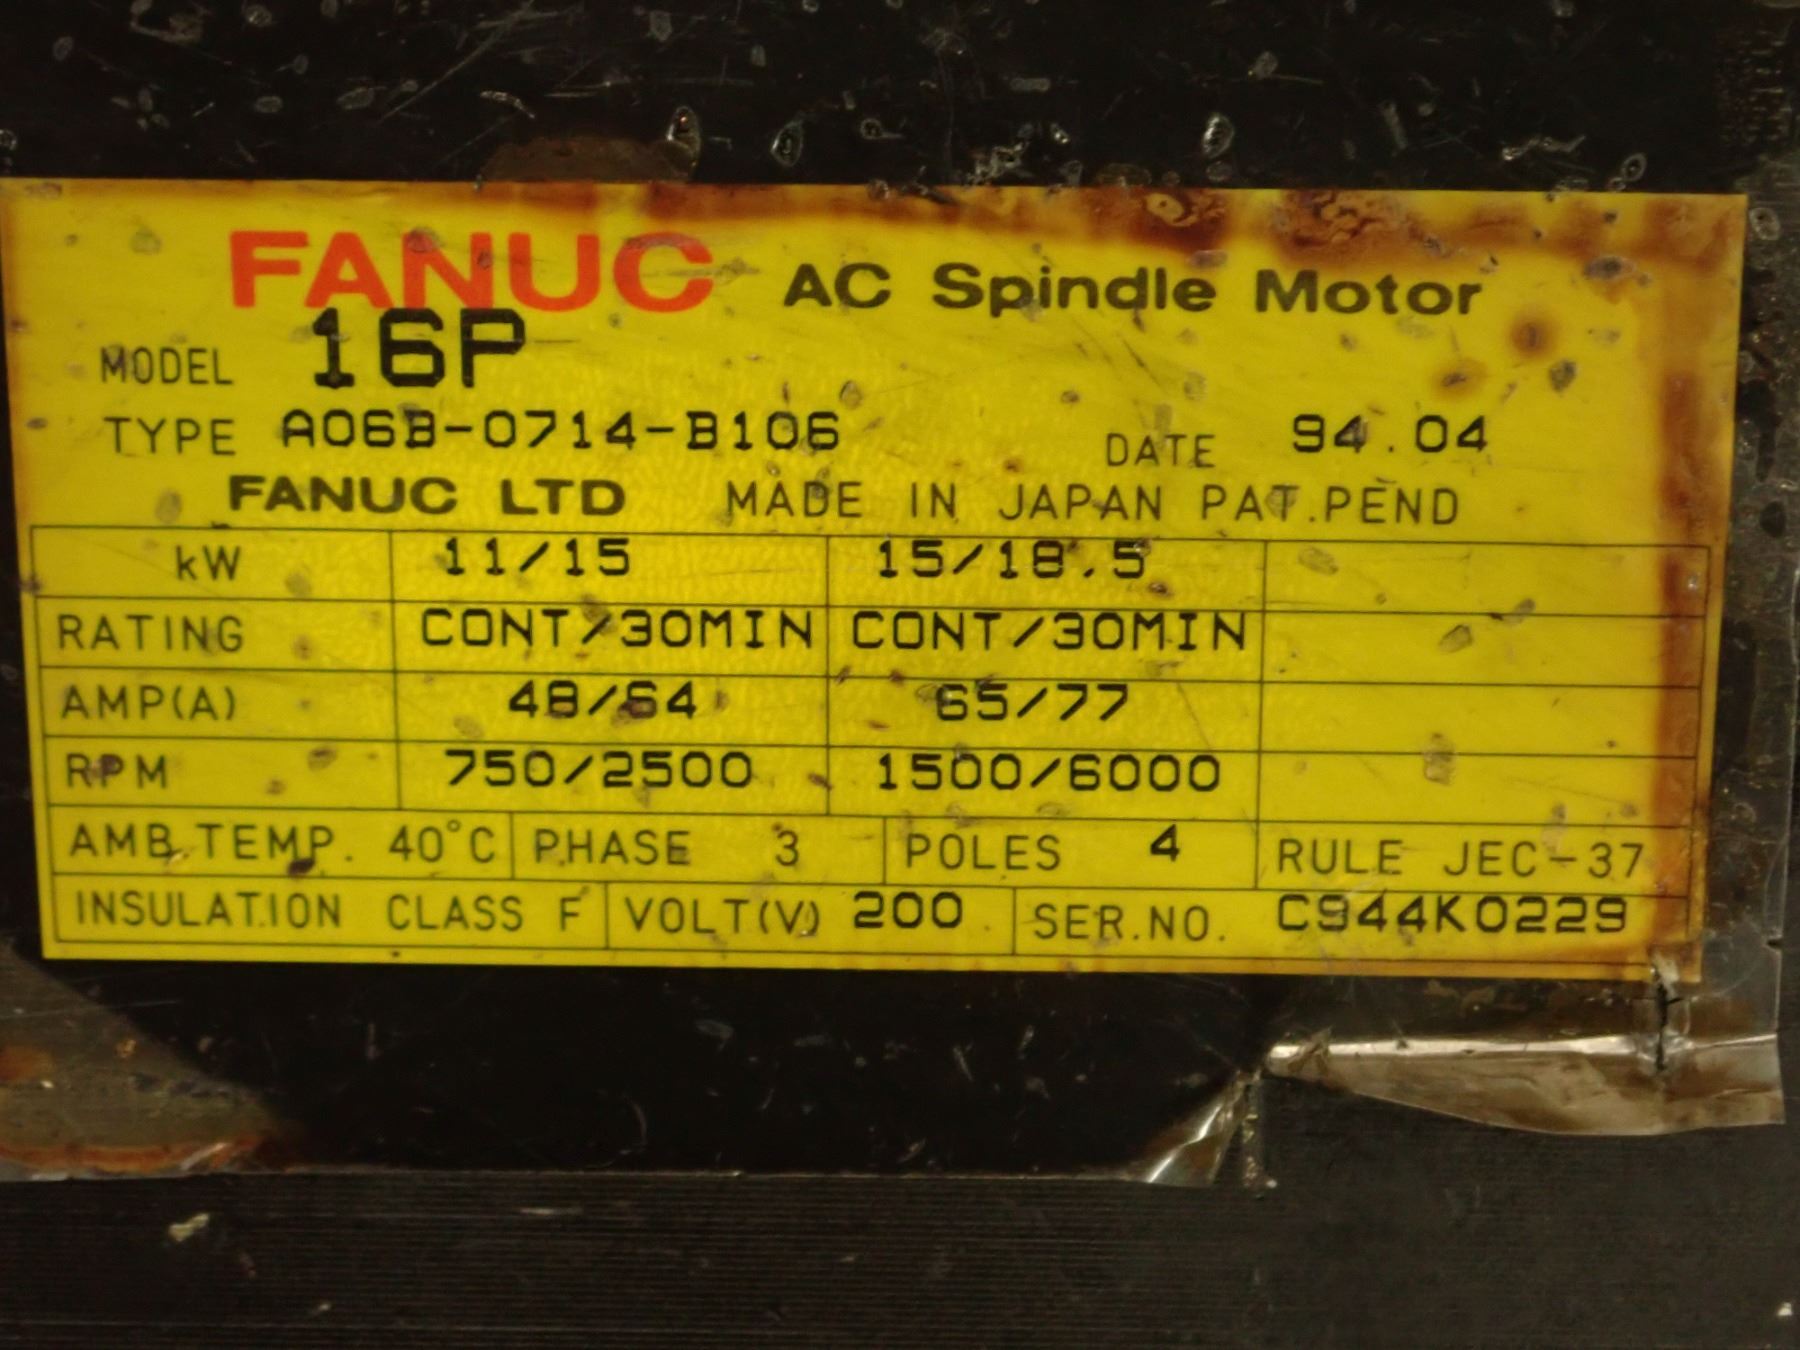 FANUC AC Spindle Motor
MODEL 16P
TYPE A06B-0714-B106 DATE 94.04
FANUC LTD MADE IN JAPAN PAT.PEND
kW 11/15 15/18.5
RATING CONT/30MIN CONT/30MIN
AMP(A) 48/64 65/77
RPM 750/2500 1500/6000
AMB.TEMP. 40°C PHASE 3 POLES 4 RULE JEC-37
INSULATION CLASS F VOLT(V) 200 SER.NO. C944K0229